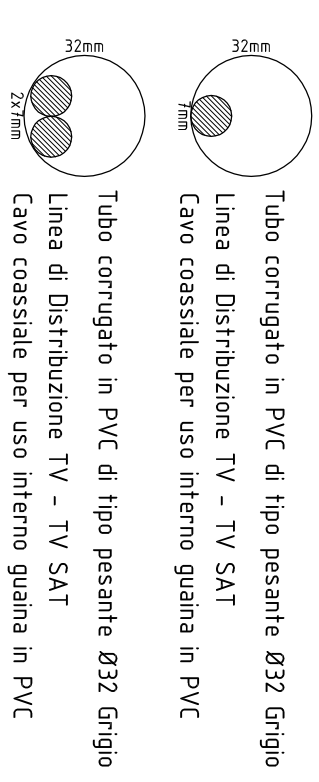 32mm
7mm
Tubo corrugato in PVC di tipo pesante Ø32 Grigio
Linea di Distribuzione TV - TV SAT
Cavo coassiale per uso interno guaina in PVC
32mm
2x7mm
Tubo corrugato in PVC di tipo pesante Ø32 Grigio
Linea di Distribuzione TV - TV SAT
Cavo coassiale per uso interno guaina in PVC